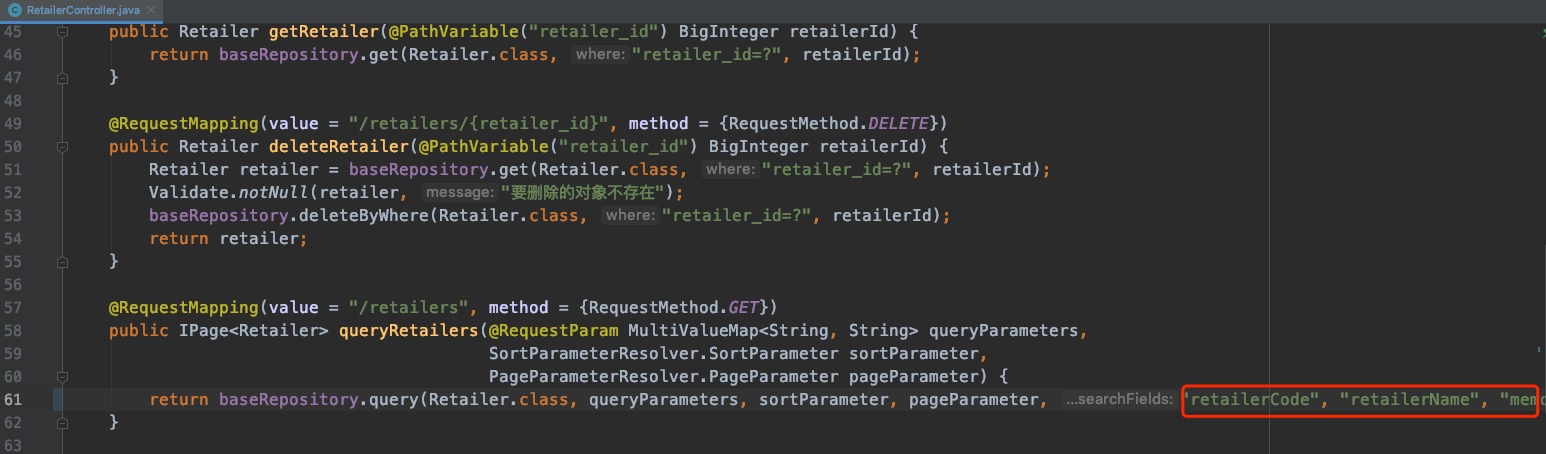 RetailerController.java
45 public Retailer getRetailer(@PathVariable("retailer_id") BigInteger retailerId) {
46 return baseRepository.get(Retailer.class, where: "retailer_id=?", retailerId);
47 }
48
49 @RequestMapping(value = "/retailers/{retailer_id}", method = {RequestMethod.DELETE})
50 public Retailer deleteRetailer(@PathVariable("retailer_id") BigInteger retailerId) {
51 Retailer retailer = baseRepository.get(Retailer.class, where: "retailer_id=?", retailerId);
52 Validate.notNull(retailer, message: "要删除的对象不存在");
53 baseRepository.deleteByWhere(Retailer.class, where: "retailer_id=?", retailerId);
54 return retailer;
55 }
56
57 @RequestMapping(value = "/retailers", method = {RequestMethod.GET})
58 public IPage<Retailer> queryRetailers(@RequestParam MultiValueMap<String, String> queryParameters,
59 SortParameterResolver.SortParameter sortParameter,
60 PageParameterResolver.PageParameter pageParameter) {
61 return baseRepository.query(Retailer.class, queryParameters, sortParameter, pageParameter, ...searchFields: "retailerCode", "retailerName",
62 }
63